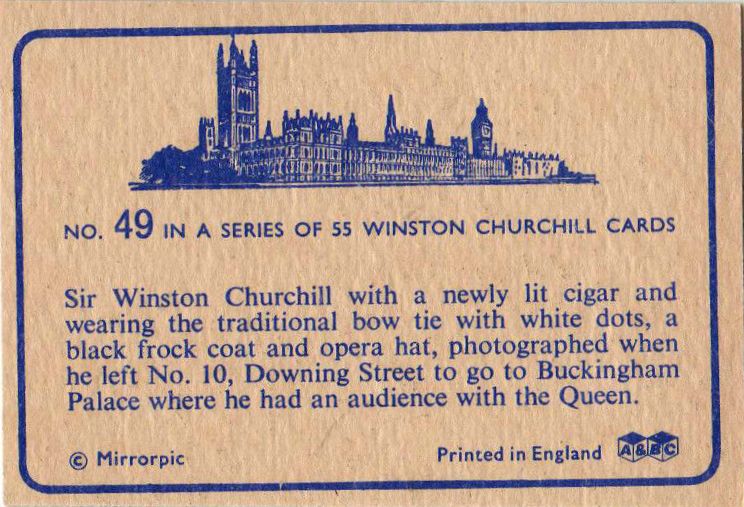 NO. 49 IN A SERIES OF 55 WINSTON CHURCHILL CARDS
Sir Winston Churchill with a newly lit cigar and
wearing the traditional bow tie with white dots, a
black frock coat and opera hat, photographed when
he left No. 10, Downing Street to go to Buckingham
Palace where he had an audience with the Queen.
© Mirrorpic
Printed in England A&BC